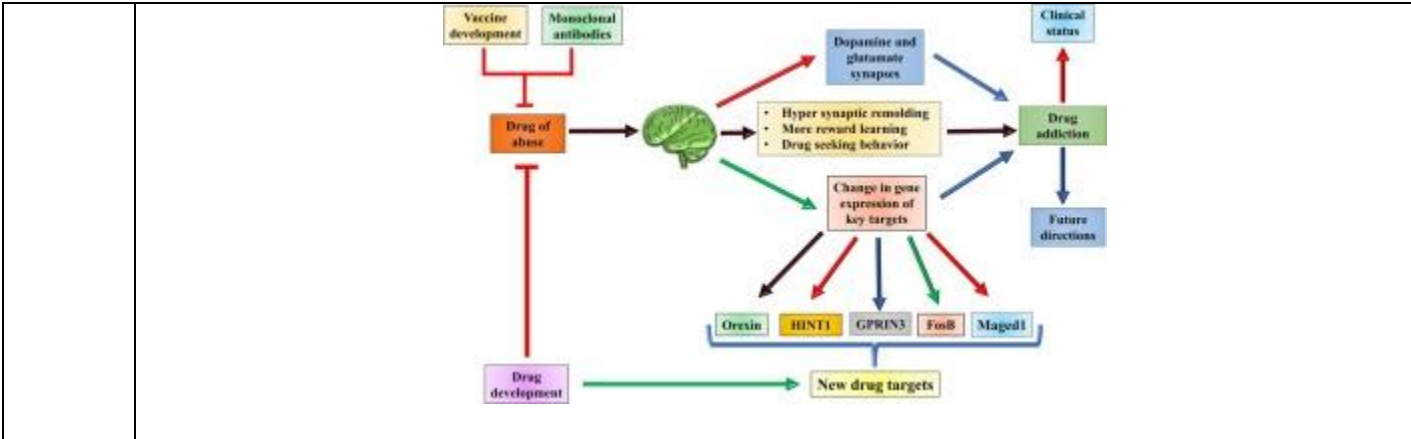 Vaccine
development
Monoclonal
antibodies
Clinical
status
Dopamine and
glutamate
synapses
Drag of
abuse
• Hyper synaptic remolding
• More reward learning
• Drug seeking behavior
Drug
addiction
Change in gene
expression of
key targets
Future
directions
Orexin
HINT1
GPRIN3
FosB
Maged1
Drug
development
New drug targets